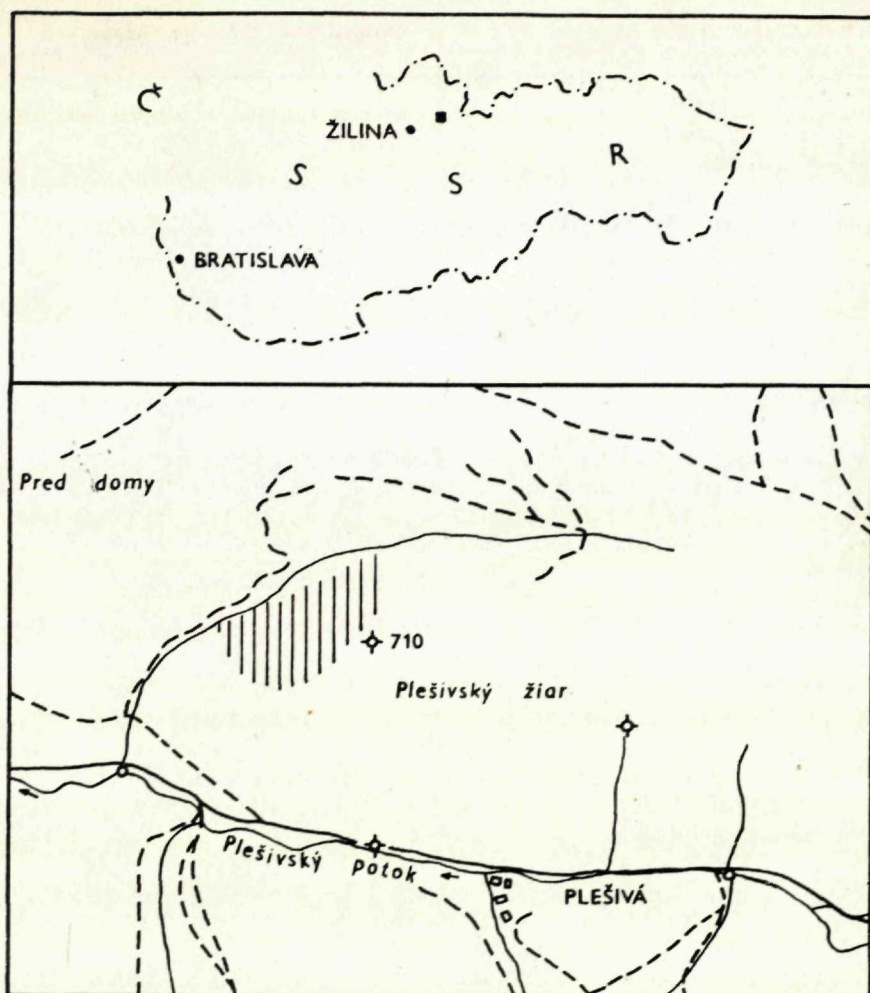 Č
S
S
R
ŽILINA
BRATISLAVA
Pred domy
710
Plešivský žiar
Plešivský potok
PLEŠIVÁ